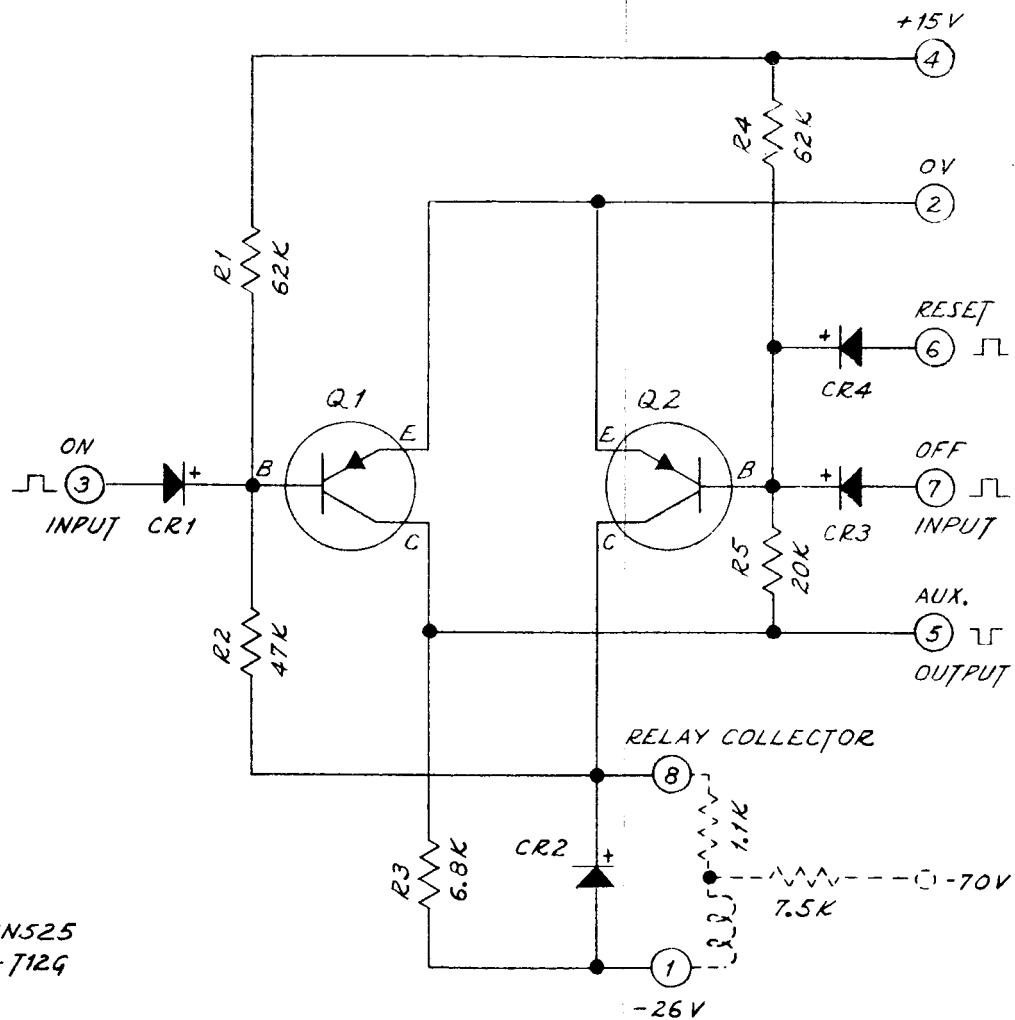 +15V
4
R4
62K
0V
2
R1
62K
RESET
6
+
CR4
Q1
Q2
ON
3
INPUT
CR1
+
B
E
C
E
C
B
OFF
7
INPUT
+
CR3
R5
20K
AUX.
5
OUTPUT
R2
47K
RELAY COLLECTOR
8
1.1K
CR2
+
R3
6.8K
7.5K
-70V
N525
-T12G
1
-26V